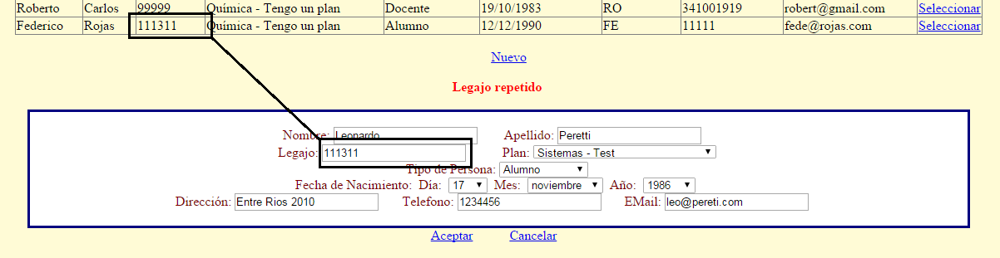 Roberto Carlos 99999 Química - Tengo un plan Docente 19/10/1983 RO 341001919 robert@gmail.com Seleccionar
Federico Rojas 111311 Química - Tengo un plan Alumno 12/12/1990 FE 11111 fede@rojas.com Seleccionar
Nuevo
Legajo repetido
Nombre: Leonardo Apellido: Peretti
Legajo: 111311 Plan: Sistemas - Test
Tipo de Persona: Alumno
Fecha de Nacimiento: Día: 17 Mes: noviembre Año: 1986
Dirección: Entre Rios 2010 Telefono: 1234456 EMail: leo@pereti.com
Aceptar Cancelar